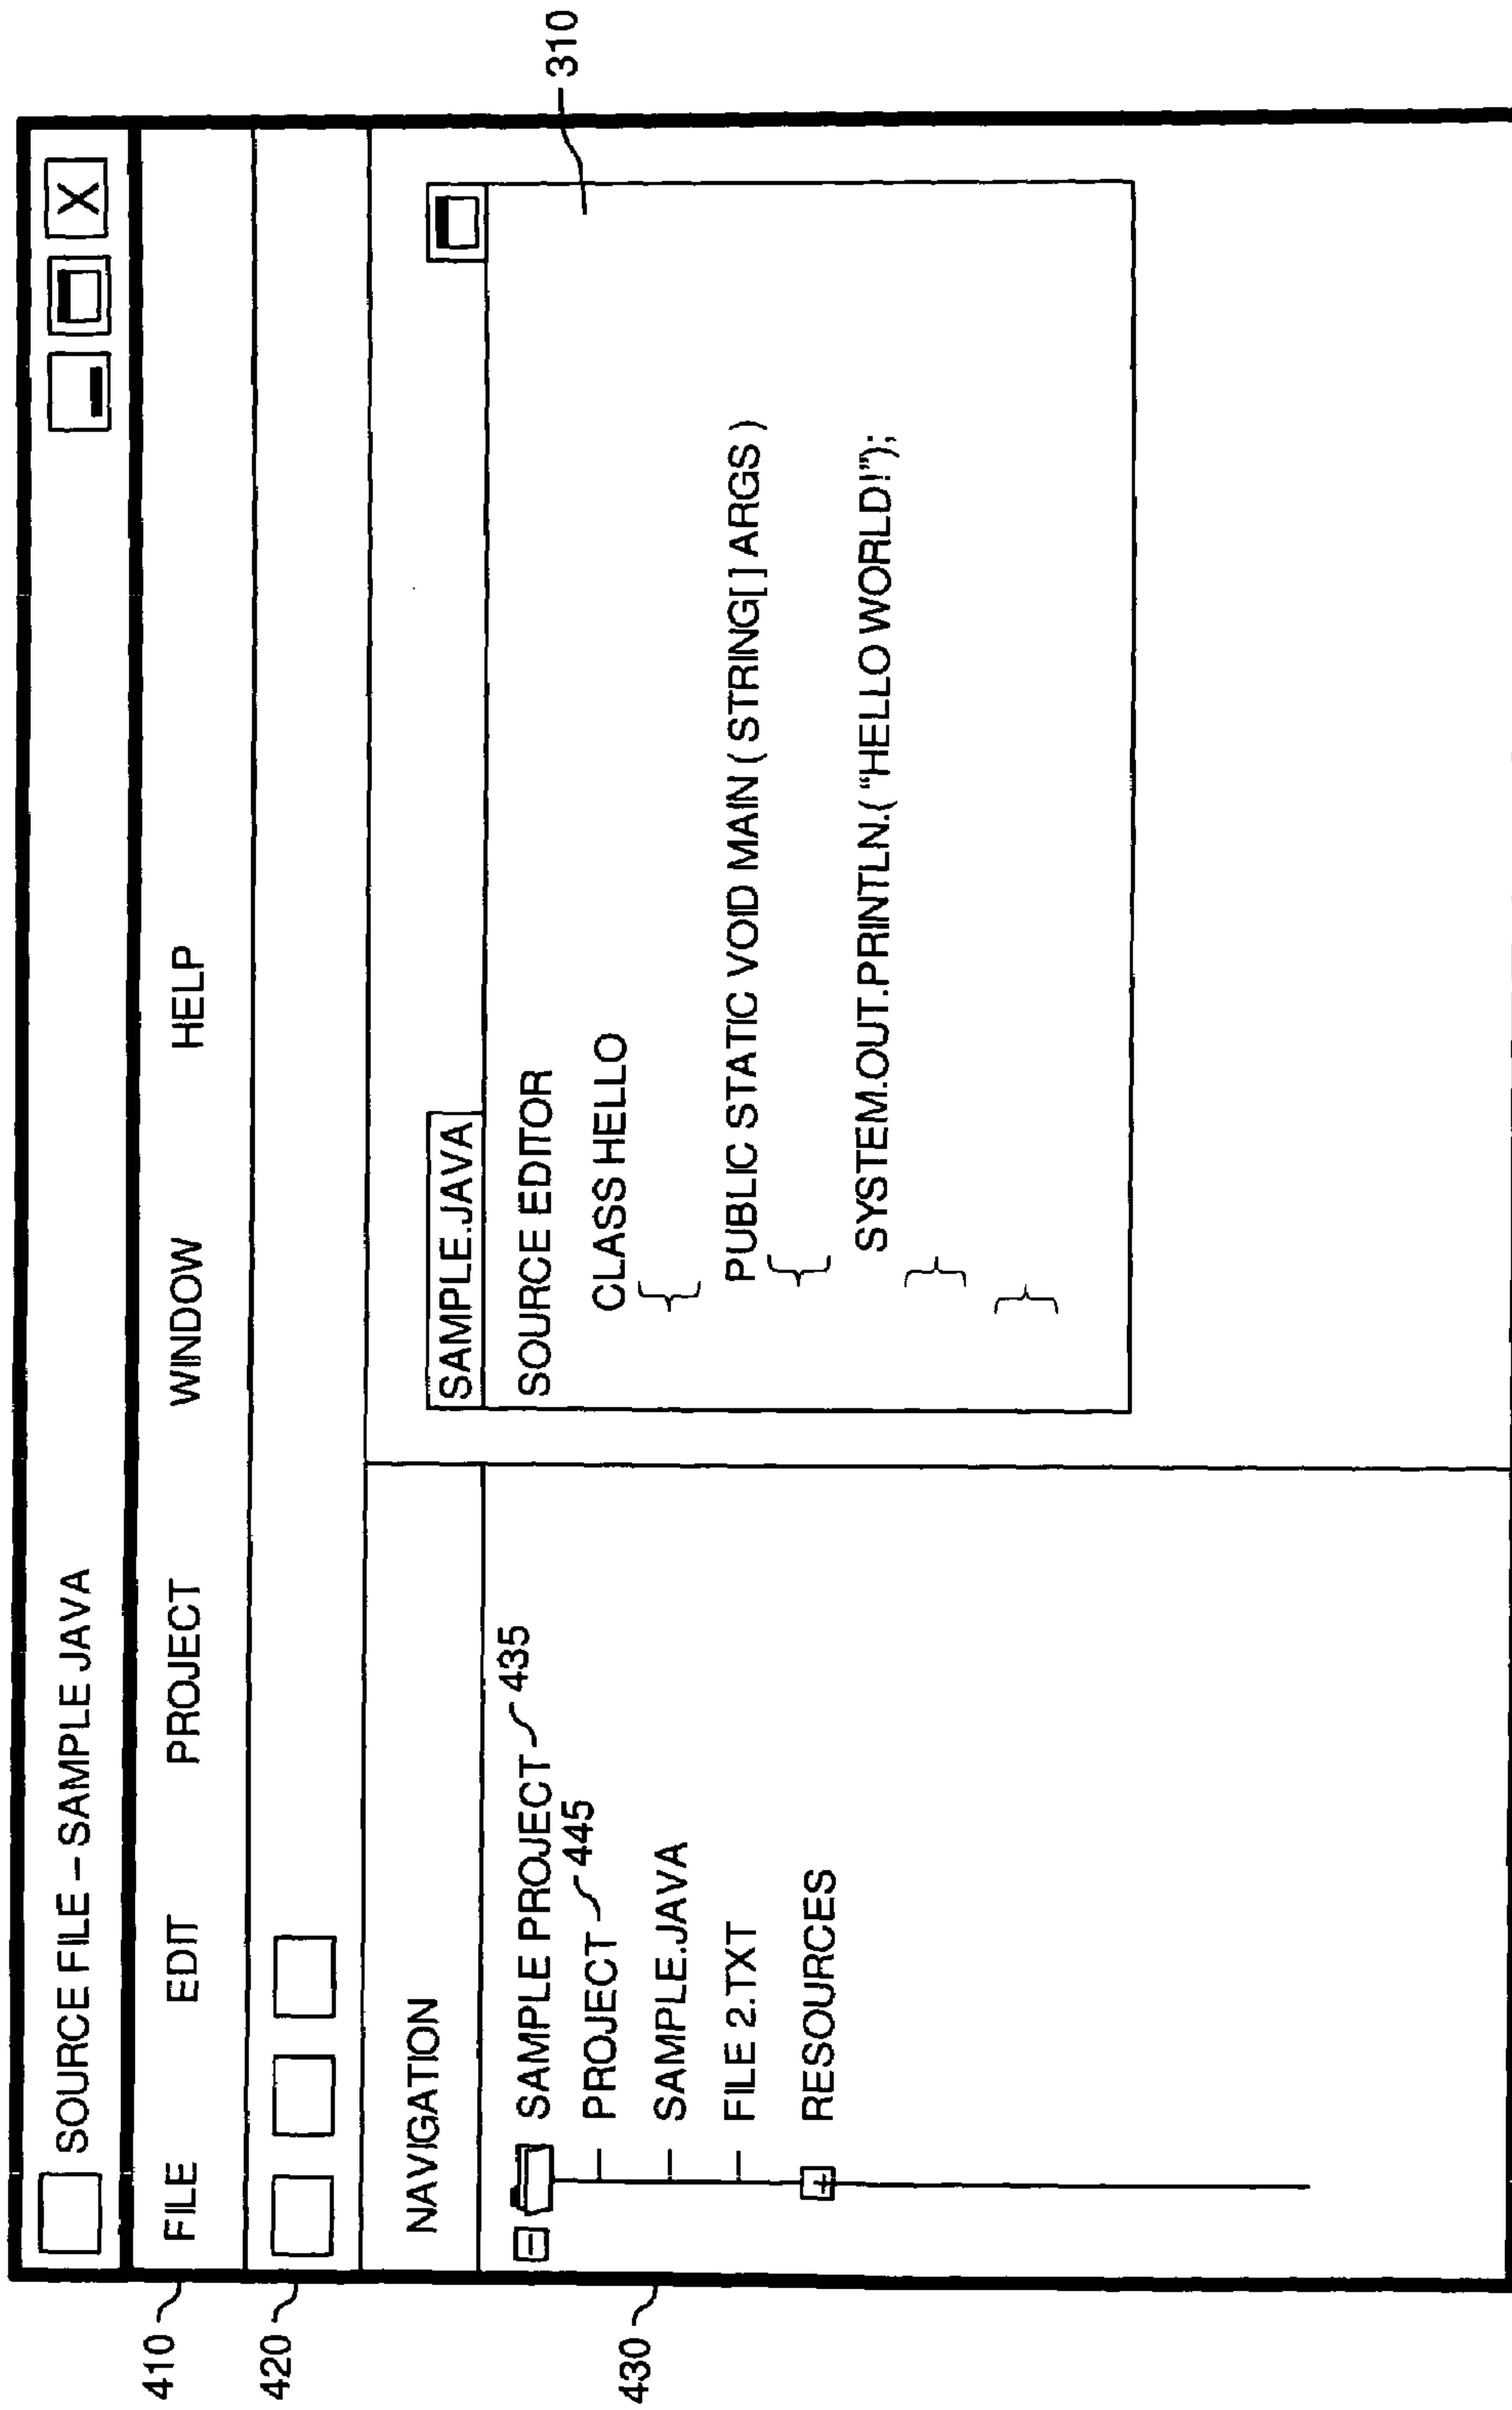 SOURCE FILE – SAMPLE JAVA
X
410
FILE EDIT PROJECT WINDOW HELP
420
NAVIGATION
430
SAMPLE PROJECT 435
PROJECT 445
SAMPLE.JAVA
FILE 2.TXT
RESOURCES
SAMPLE.JAVA
310
SOURCE EDITOR
CLASS HELLO
{
PUBLIC STATIC VOID MAIN ( STRING[ ] ARGS )
{
SYSTEM.OUT.PRINTLN.( “HELLO WORLD!”);
}
}